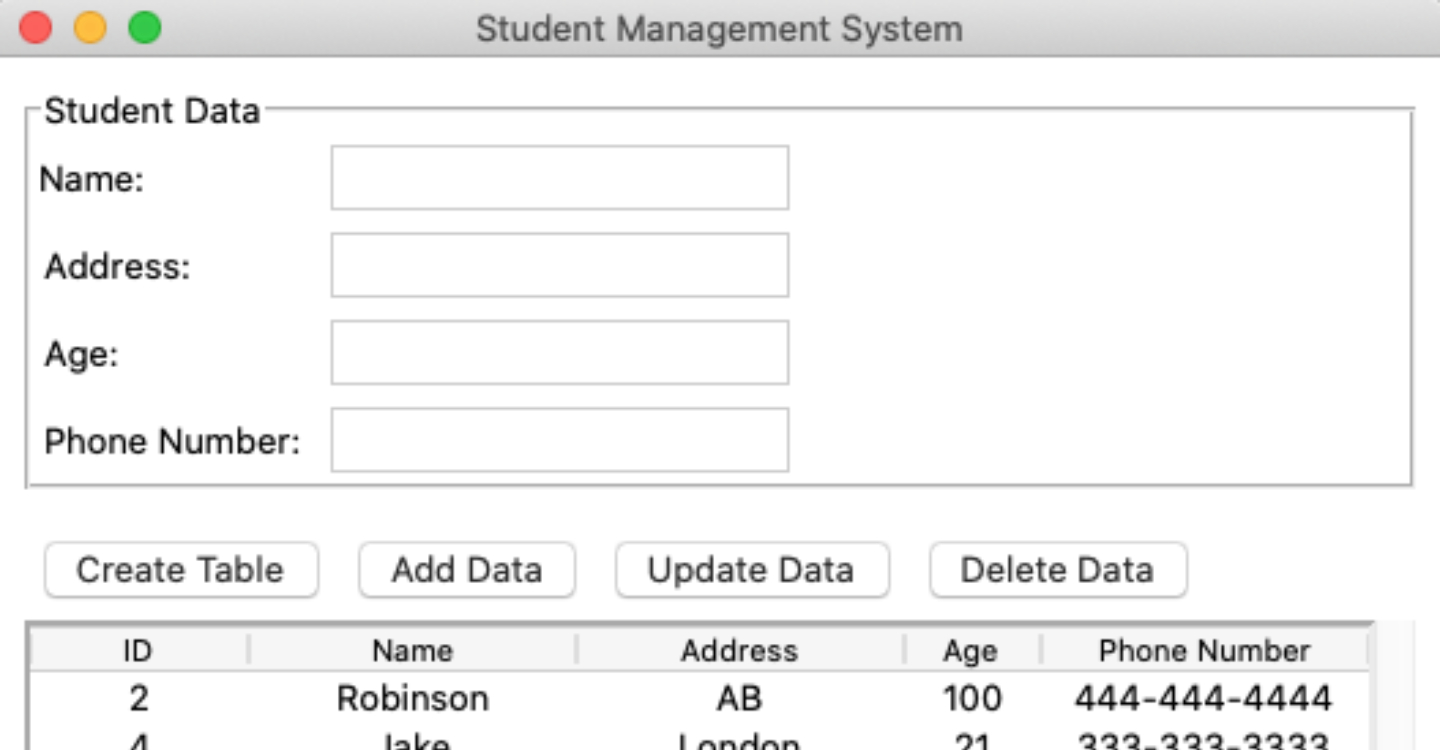 Student Management System
Student Data
Name:
Address:
Age:
Phone Number:
Create Table Add Data Update Data Delete Data
ID Name Address Age Phone Number
2 Robinson AB 100 444-444-4444
4 Jake London 21 333-333-3333